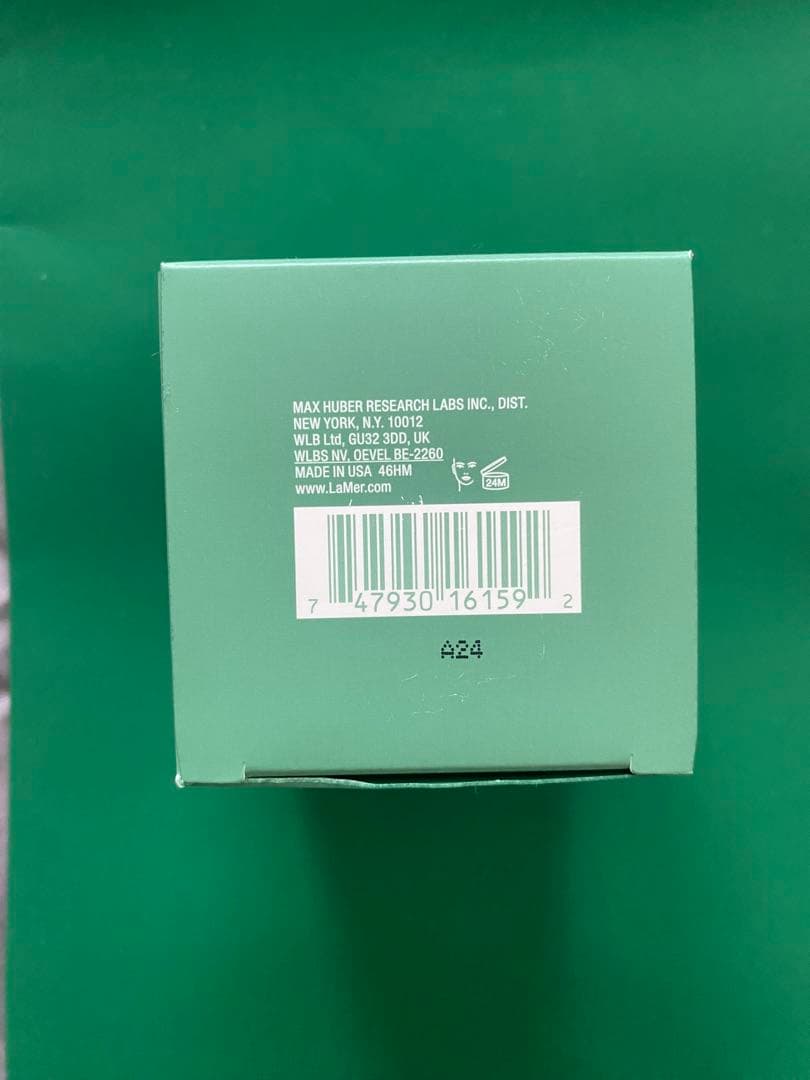 MAX HUBER RESEARCH LABS INC., DIST.
NEW YORK, N.Y. 10012
WLB Ltd, GU32 3DD, UK
WLBS NV. OEVEL BE-2260
MADE IN USA 46HM
www.LaMer.com
24M
7 47930 16159 2
A24